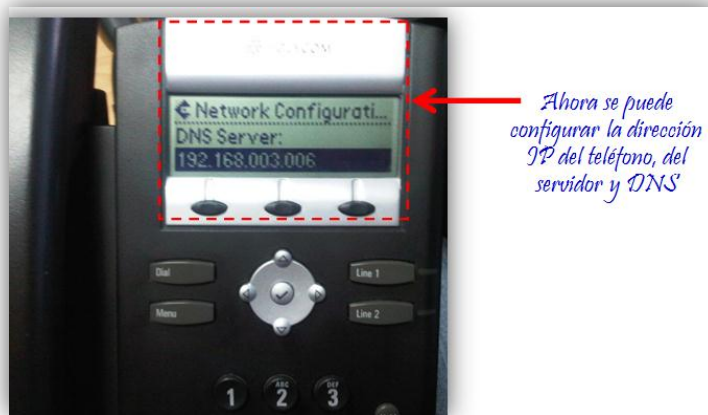 POLYCOM
Network Configurati...
DNS Server:
192.168.003.006
Ahora se puede
configurar la dirección
IP del teléfono, del
servidor y DNS
Dial
Line 1
Menu
Line 2
1
ABC
2
DEF
3